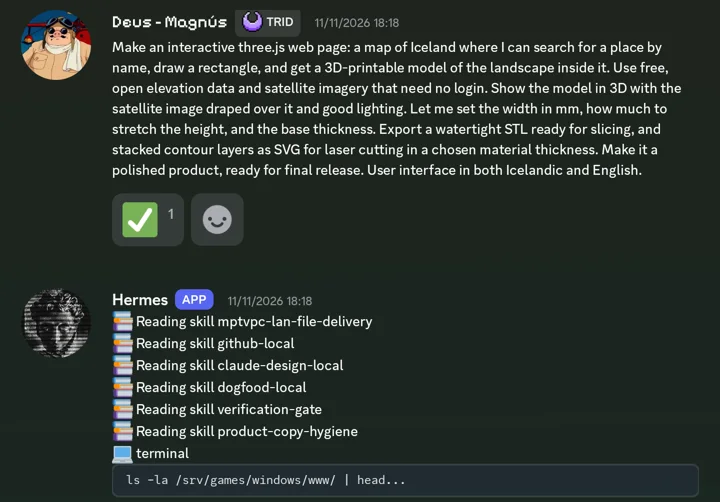 Deus - Magnús TRID 11/11/2026 18:18
Make an interactive three.js web page: a map of Iceland where I can search for a place by
name, draw a rectangle, and get a 3D-printable model of the landscape inside it. Use free,
open elevation data and satellite imagery that need no login. Show the model in 3D with the
satellite image draped over it and good lighting. Let me set the width in mm, how much to
stretch the height, and the base thickness. Export a watertight STL ready for slicing, and
stacked contour layers as SVG for laser cutting in a chosen material thickness. Make it a
polished product, ready for final release. User interface in both Icelandic and English.
1
Hermes APP 11/11/2026 18:18
Reading skill mptvpc-lan-file-delivery
Reading skill github-local
Reading skill claude-design-local
Reading skill dogfood-local
Reading skill verification-gate
Reading skill product-copy-hygiene
terminal
ls -la /srv/games/windows/www/ | head...